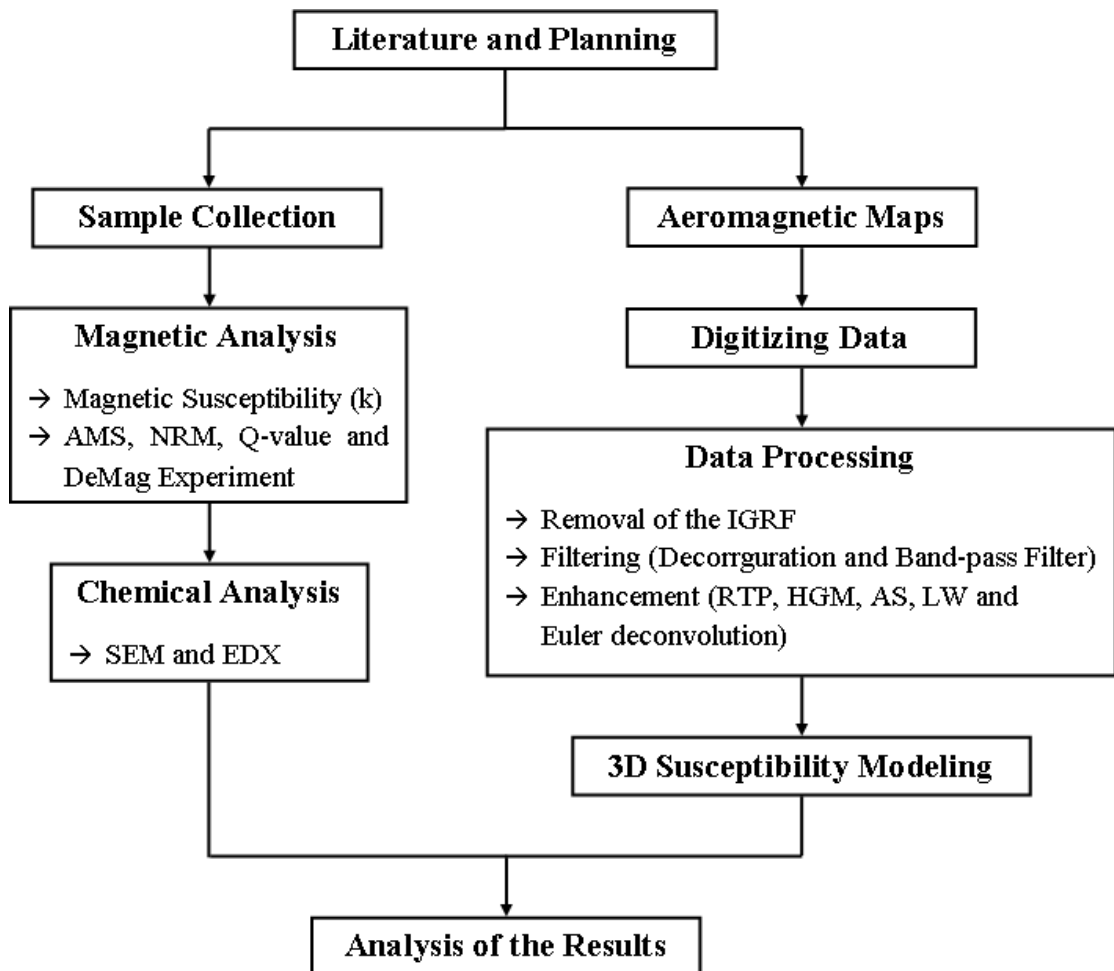 Literature and Planning
Sample Collection
Magnetic Analysis
→ Magnetic Susceptibility (k)
→ AMS, NRM, Q-value and
DeMag Experiment
Chemical Analysis
→ SEM and EDX
Aeromagnetic Maps
Digitizing Data
Data Processing
→ Removal of the IGRF
→ Filtering (Decorrguration and Band-pass Filter)
→ Enhancement (RTP, HGM, AS, LW and
Euler deconvolution)
3D Susceptibility Modeling
Analysis of the Results